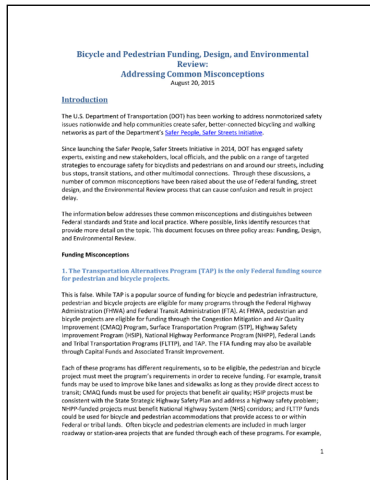 Bicycle and Pedestrian Funding, Design, and Environmental
Review:
Addressing Common Misconceptions
August 20, 2015
Introduction
The U.S. Department of Transportation (DOT) has been working to address nonmotorized safety
issues nationwide and help communities create safer, better-connected bicycling and walking
networks as part of the Department's Safer People, Safer Streets Initiative.
Since launching the Safer People, Safer Streets Initiative in 2014, DOT has engaged safety
experts, existing and new stakeholders, local officials, and the public on a range of targeted
strategies to encourage safety for bicyclists and pedestrians on and around our streets, including
bus stops, transit stations, and other multimodal connections. Through these discussions, a
number of common misconceptions have been raised about the use of Federal funding, street
design, and the Environmental Review process that can cause confusion and result in project
delay.
The information below addresses these common misconceptions and distinguishes between
Federal standards and State and local practice. Where possible, links identify resources that
provide more detail on the topic. This document focuses on three policy areas: Funding, Design,
and Environmental Review.
Funding Misconceptions
1. The Transportation Alternatives Program (TAP) is the only Federal funding source
for pedestrian and bicycle projects.
This is false. While TAP is a popular source of funding for bicycle and pedestrian infrastructure,
pedestrian and bicycle projects are eligible for many programs through the Federal Highway
Administration (FHWA) and Federal Transit Administration (FTA). At FHWA, pedestrian and
bicycle projects are eligible for funding through the Congestion Mitigation and Air Quality
Improvement (CMAQ) Program, Surface Transportation Program (STP), Highway Safety
Improvement Program (HSIP), National Highway Performance Program (NHPP), Federal Lands
and Tribal Transportation Programs (FLTTP), and TAP. The FTA funding may also be available
through Capital Funds and Associated Transit Improvement.
Each of these programs has different requirements, so to be eligible, the pedestrian and bicycle
project must meet the program's requirements in order to receive funding. For example, transit
funds may be used to improve bike lanes and sidewalks as long as they provide direct access to
transit; CMAQ funds must be used for projects that benefit air quality; HSIP projects must be
consistent with the State Strategic Highway Safety Plan and address a highway safety problem;
NHPP-funded projects must benefit National Highway System (NHS) corridors; and FLTTP funds
could be used for bicycle and pedestrian accommodations that provide access to or within
Federal or tribal lands. Often bicycle and pedestrian elements are included in much larger
roadway or station-area projects that are funded through each of these programs. For example,
1